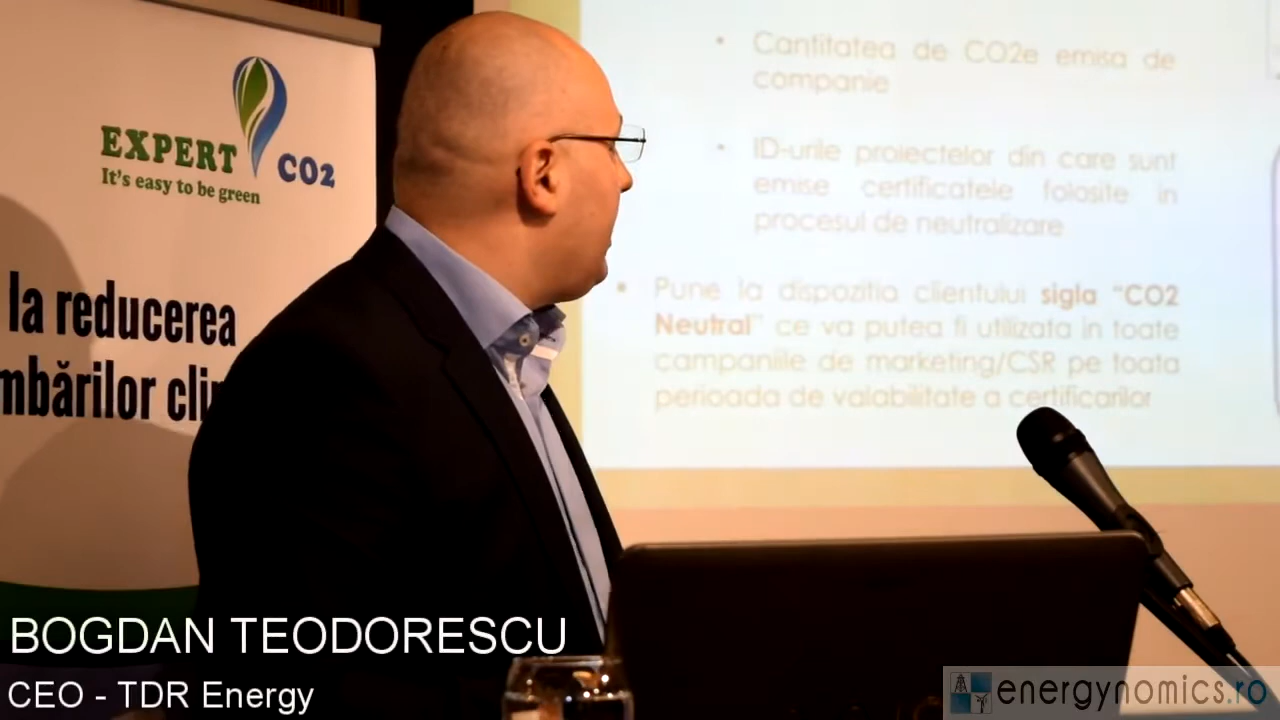 EXPERT CO2
It's easy to be green
la reducerea
mbărilor cli
• Cantitatea de CO2e emisa de
companie
• ID-urile proiectelor din care sunt
emise certificatele folosite in
procesul de neutralizare
• Pune la dispozitia clientului sigla "CO2
Neutral" ce va putea fi utilizata in toate
campaniile de marketing/CSR pe toata
perioada de valabilitate a certificarilor
BOGDAN TEODORESCU
CEO - TDR Energy
energynomics.ro